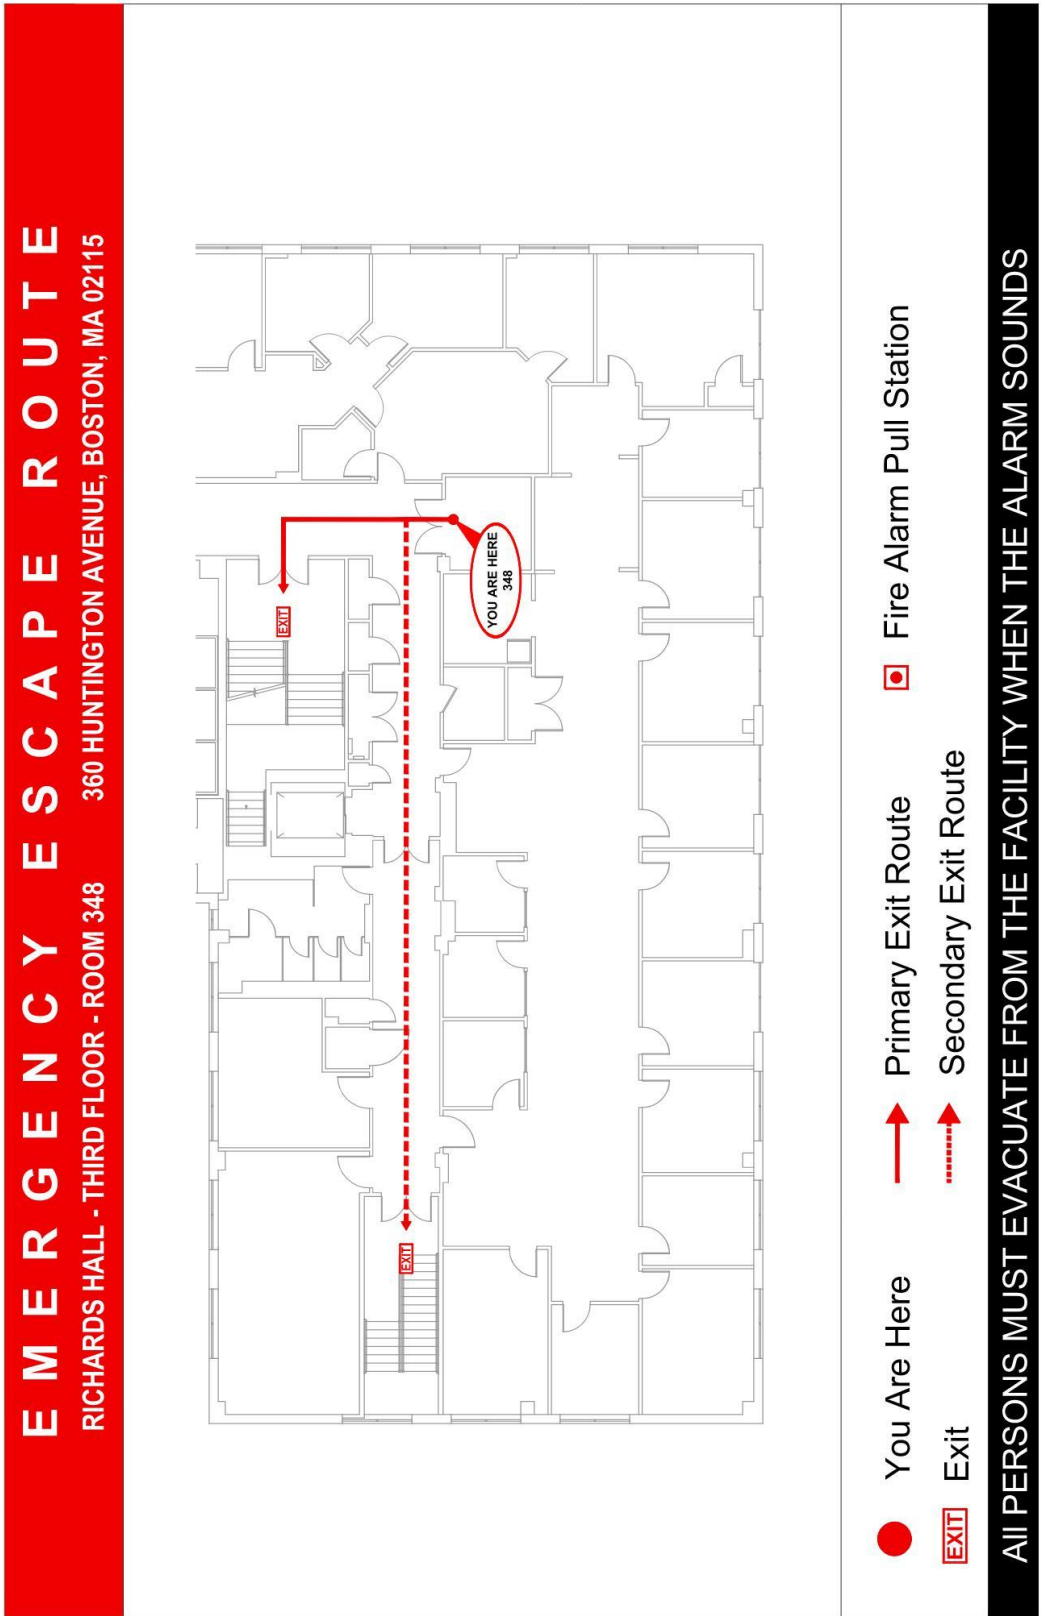 EMERGENCY ESCAPE ROUTE
RICHARDS HALL - THIRD FLOOR - ROOM 348 360 HUNTINGTON AVENUE, BOSTON, MA 02115
EXIT
YOU ARE HERE
348
EXIT
You Are Here
Primary Exit Route
Fire Alarm Pull Station
EXIT Exit
Secondary Exit Route
All PERSONS MUST EVACUATE FROM THE FACILITY WHEN THE ALARM SOUNDS